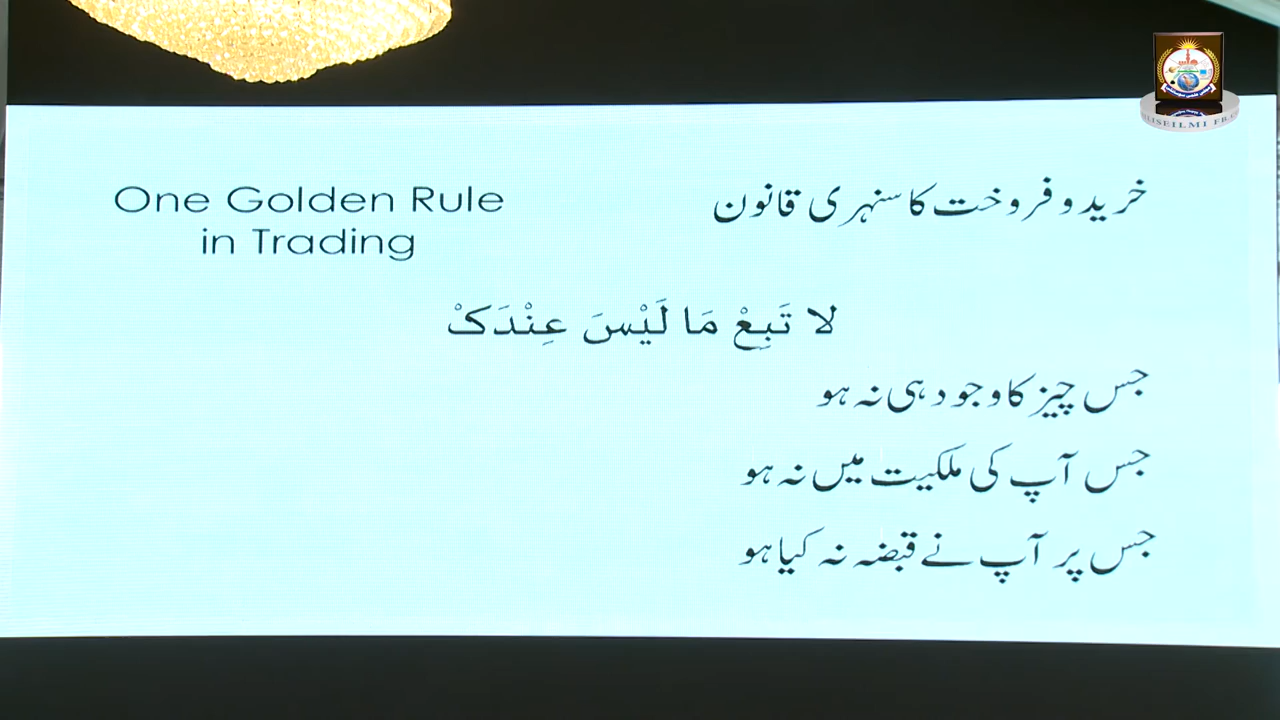 One Golden Rule
in Trading
خرید و فروخت کا سنہری قانون
لا تَبِعْ مَا لَيْسَ عِنْدَکْ
جس چیز کا وجود ہی نہ ہو
جس آپ کی ملکیت میں نہ ہو
جس پر آپ نے قبضہ نہ کیا ہو